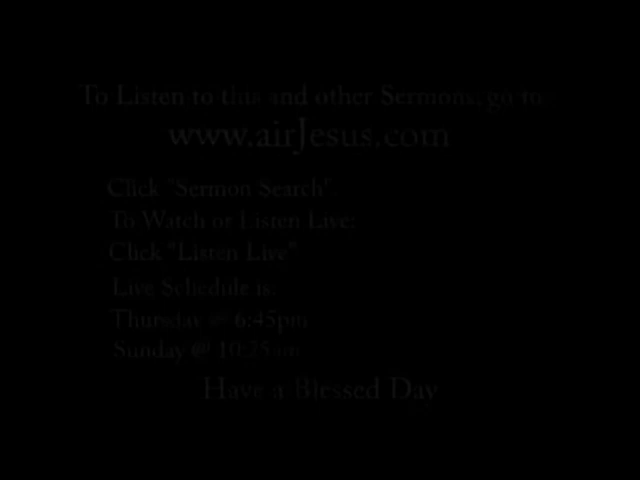 To Listen to this and other Sermons, go to:
www.airJesus.com
Click "Sermon Search".
To Watch or Listen Live:
Click "Listen Live"
Live Schedule is:
Thursday @ 6:45pm
Sunday @ 10:25am
Have a Blessed Day